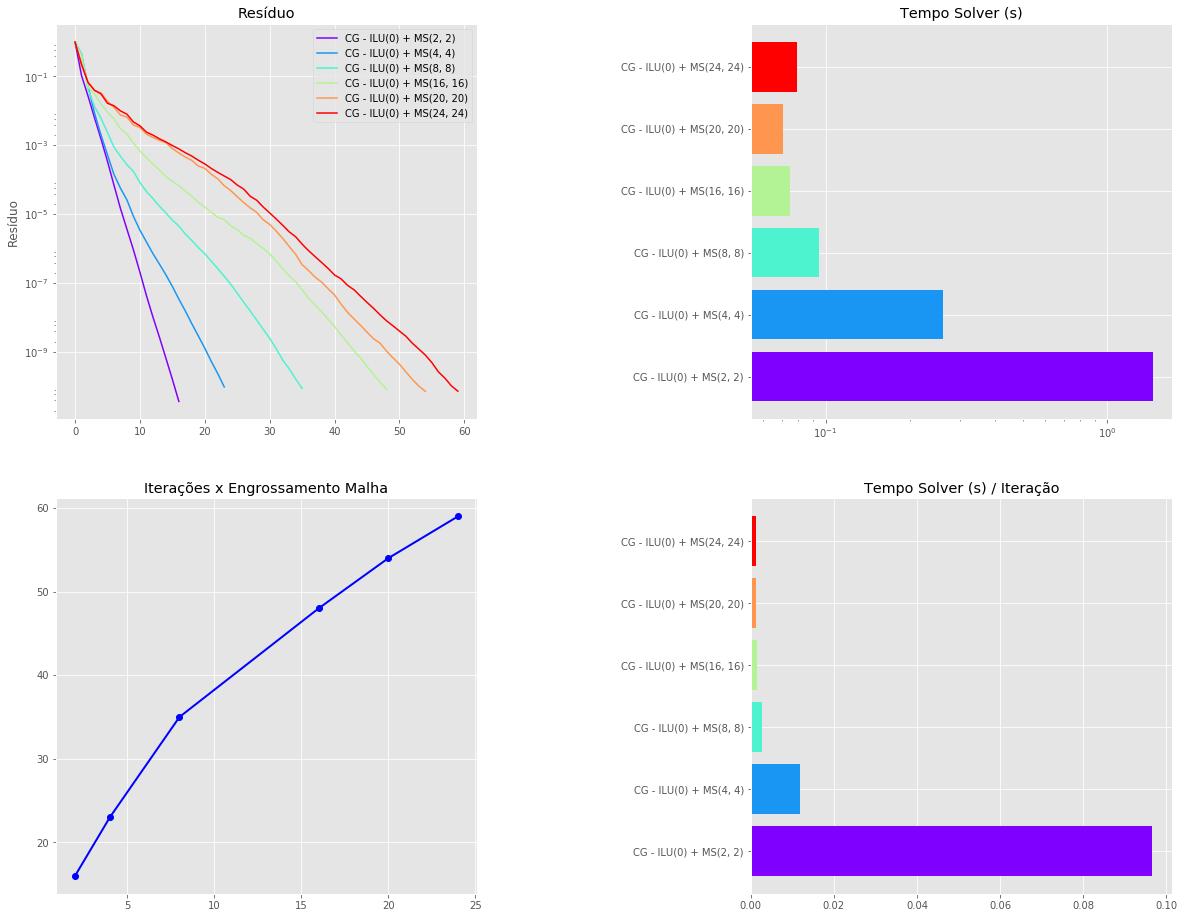 Resíduo
CG - ILU(0) + MS(2, 2)
CG - ILU(0) + MS(4, 4)
CG - ILU(0) + MS(8, 8)
CG - ILU(0) + MS(16, 16)
CG - ILU(0) + MS(20, 20)
CG - ILU(0) + MS(24, 24)
Resíduo
10⁻¹
10⁻³
10⁻⁵
10⁻⁷
10⁻⁹
0 10 20 30 40 50 60
Tempo Solver (s)
CG - ILU(0) + MS(24, 24)
CG - ILU(0) + MS(20, 20)
CG - ILU(0) + MS(16, 16)
CG - ILU(0) + MS(8, 8)
CG - ILU(0) + MS(4, 4)
CG - ILU(0) + MS(2, 2)
10⁻¹ 10⁰
Iterações x Engrossamento Malha
60
50
40
30
20
5 10 15 20 25
Tempo Solver (s) / Iteração
CG - ILU(0) + MS(24, 24)
CG - ILU(0) + MS(20, 20)
CG - ILU(0) + MS(16, 16)
CG - ILU(0) + MS(8, 8)
CG - ILU(0) + MS(4, 4)
CG - ILU(0) + MS(2, 2)
0.00 0.02 0.04 0.06 0.08 0.10